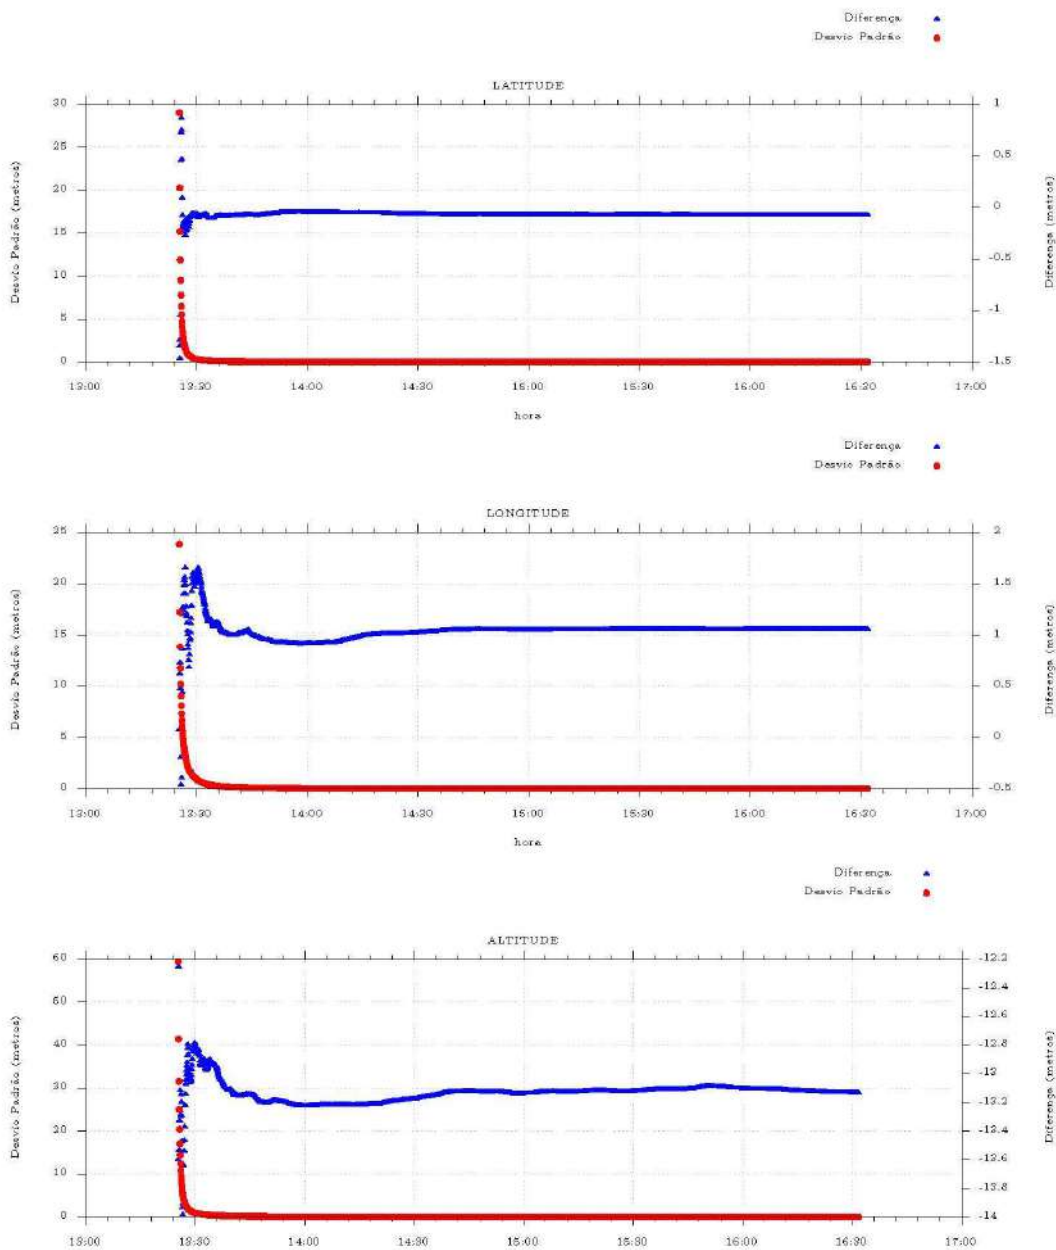 Diferença
Desvio Padrão
LATITUDE
30
25
20
15
10
5
0
Desvio Padrão (metros)
1
0.5
0
-0.5
-1
-1.5
Diferença (metros)
13:00 13:30 14:00 14:30 15:00 15:30 16:00 16:30 17:00
hora
Diferença
Desvio Padrão
LONGITUDE
25
20
15
10
5
0
Desvio Padrão (metros)
2
1.5
1
0.5
0
-0.5
Diferença (metros)
13:00 13:30 14:00 14:30 15:00 15:30 16:00 16:30 17:00
hora
Diferença
Desvio Padrão
ALTITUDE
60
50
40
30
20
10
0
Desvio Padrão (metros)
-12.2
-12.4
-12.6
-12.8
-13
-13.2
-13.4
-13.6
-13.8
-14
Diferença (metros)
13:00 13:30 14:00 14:30 15:00 15:30 16:00 16:30 17:00